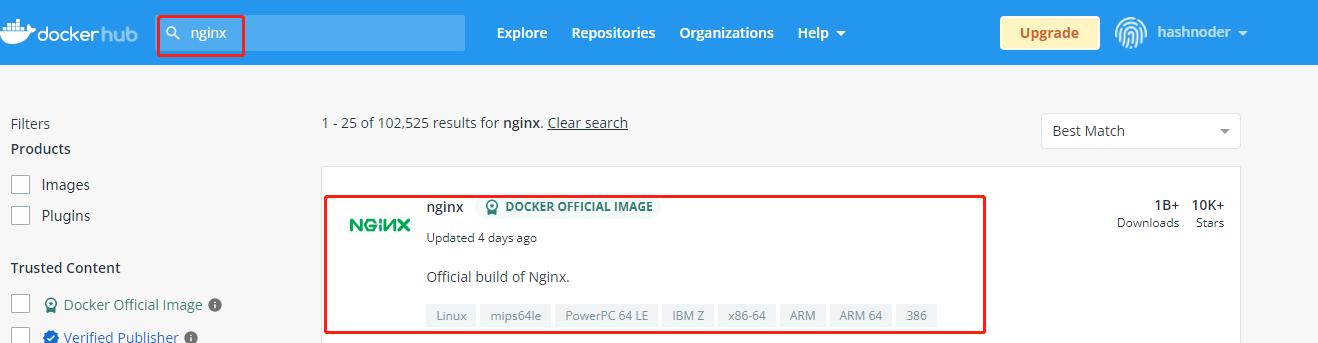 docker hub nginx Explore Repositories Organizations Help Upgrade hashnoder
Filters
1 - 25 of 102,525 results for nginx. Clear search
Best Match
Products
Images
Plugins
Trusted Content
Docker Official Image
Verified Publisher
NGINX
nginx DOCKER OFFICIAL IMAGE
Updated 4 days ago
Official build of Nginx.
Linux mips64le PowerPC 64 LE IBM Z x86-64 ARM ARM 64 386
1B+ 10K+
Downloads Stars